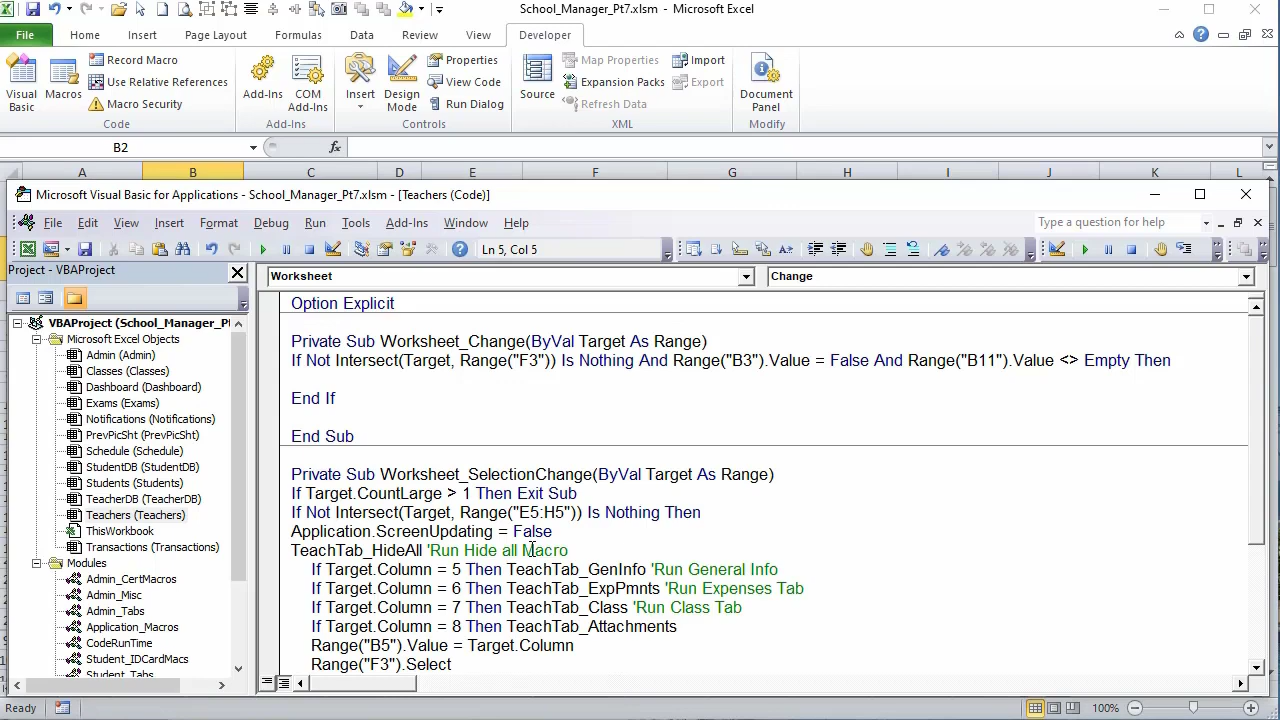 School_Manager_Pt7.xlsm - Microsoft Excel
File Home Insert Page Layout Formulas Data Review View Developer
Record Macro Properties Map Properties Import
Use Relative References View Code Expansion Packs Export
Macro Security Run Dialog Refresh Data
Visual Basic Macros Add-Ins COM Add-Ins Insert Design Mode Source Document Panel
Code Add-Ins Controls XML Modify
B2 fx
A B C D E F G H I J K L
Microsoft Visual Basic for Applications - School_Manager_Pt7.xlsm - [Teachers (Code)]
File Edit View Insert Format Debug Run Tools Add-Ins Window Help Type a question for help
Ln 5, Col 5
Project - VBAProject
Worksheet Change
VBAProject (School_Manager_P
Microsoft Excel Objects
Admin (Admin)
Classes (Classes)
Dashboard (Dashboard)
Exams (Exams)
Notifications (Notifications)
PrevPicSht (PrevPicSht)
Schedule (Schedule)
StudentDB (StudentDB)
Students (Students)
TeacherDB (TeacherDB)
Teachers (Teachers)
ThisWorkbook
Transactions (Transactions)
Modules
Admin_CertMacros
Admin_Misc
Admin_Tabs
Application_Macros
CodeRunTime
Student_IDCardMacs
Student_Tabs
Option Explicit
Private Sub Worksheet_Change(ByVal Target As Range)
If Not Intersect(Target, Range("F3")) Is Nothing And Range("B3").Value = False And Range("B11").Value <> Empty Then
End If
End Sub
Private Sub Worksheet_SelectionChange(ByVal Target As Range)
If Target.CountLarge > 1 Then Exit Sub
If Not Intersect(Target, Range("E5:H5")) Is Nothing Then
Application.ScreenUpdating = False
TeachTab_HideAll 'Run Hide all Macro
If Target.Column = 5 Then TeachTab_GenInfo 'Run General Info
If Target.Column = 6 Then TeachTab_ExpPmnts 'Run Expenses Tab
If Target.Column = 7 Then TeachTab_Class 'Run Class Tab
If Target.Column = 8 Then TeachTab_Attachments
Range("B5").Value = Target.Column
Range("F3").Select
Ready 100%